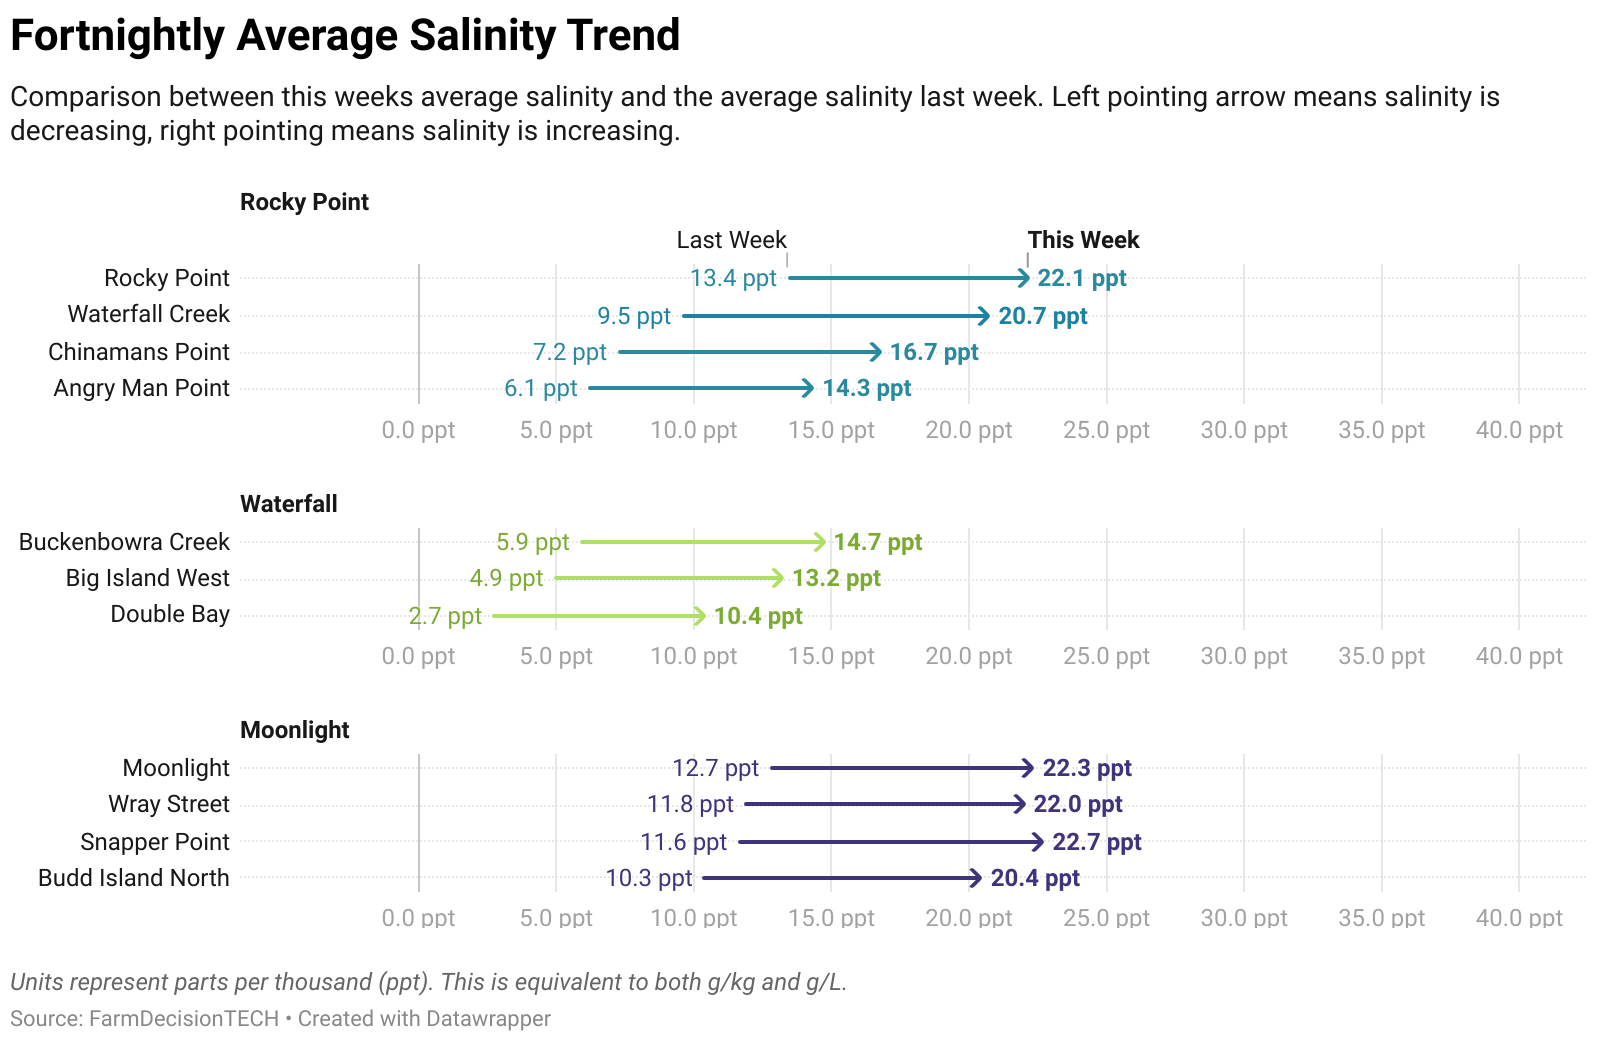 Fortnightly Average Salinity Trend
Comparison between this weeks average salinity and the average salinity last week. Left pointing arrow means salinity is
decreasing, right pointing means salinity is increasing.
Rocky Point
Last Week This Week
Rocky Point 13.4 ppt 22.1 ppt
Waterfall Creek 9.5 ppt 20.7 ppt
Chinamans Point 7.2 ppt 16.7 ppt
Angry Man Point 6.1 ppt 14.3 ppt
0.0 ppt 5.0 ppt 10.0 ppt 15.0 ppt 20.0 ppt 25.0 ppt 30.0 ppt 35.0 ppt 40.0 ppt
Waterfall
Buckenbowra Creek 5.9 ppt 14.7 ppt
Big Island West 4.9 ppt 13.2 ppt
Double Bay 2.7 ppt 10.4 ppt
0.0 ppt 5.0 ppt 10.0 ppt 15.0 ppt 20.0 ppt 25.0 ppt 30.0 ppt 35.0 ppt 40.0 ppt
Moonlight
Moonlight 12.7 ppt 22.3 ppt
Wray Street 11.8 ppt 22.0 ppt
Snapper Point 11.6 ppt 22.7 ppt
Budd Island North 10.3 ppt 20.4 ppt
0.0 ppt 5.0 ppt 10.0 ppt 15.0 ppt 20.0 ppt 25.0 ppt 30.0 ppt 35.0 ppt 40.0 ppt
Units represent parts per thousand (ppt). This is equivalent to both g/kg and g/L.
Source: FarmDecisionTECH • Created with Datawrapper